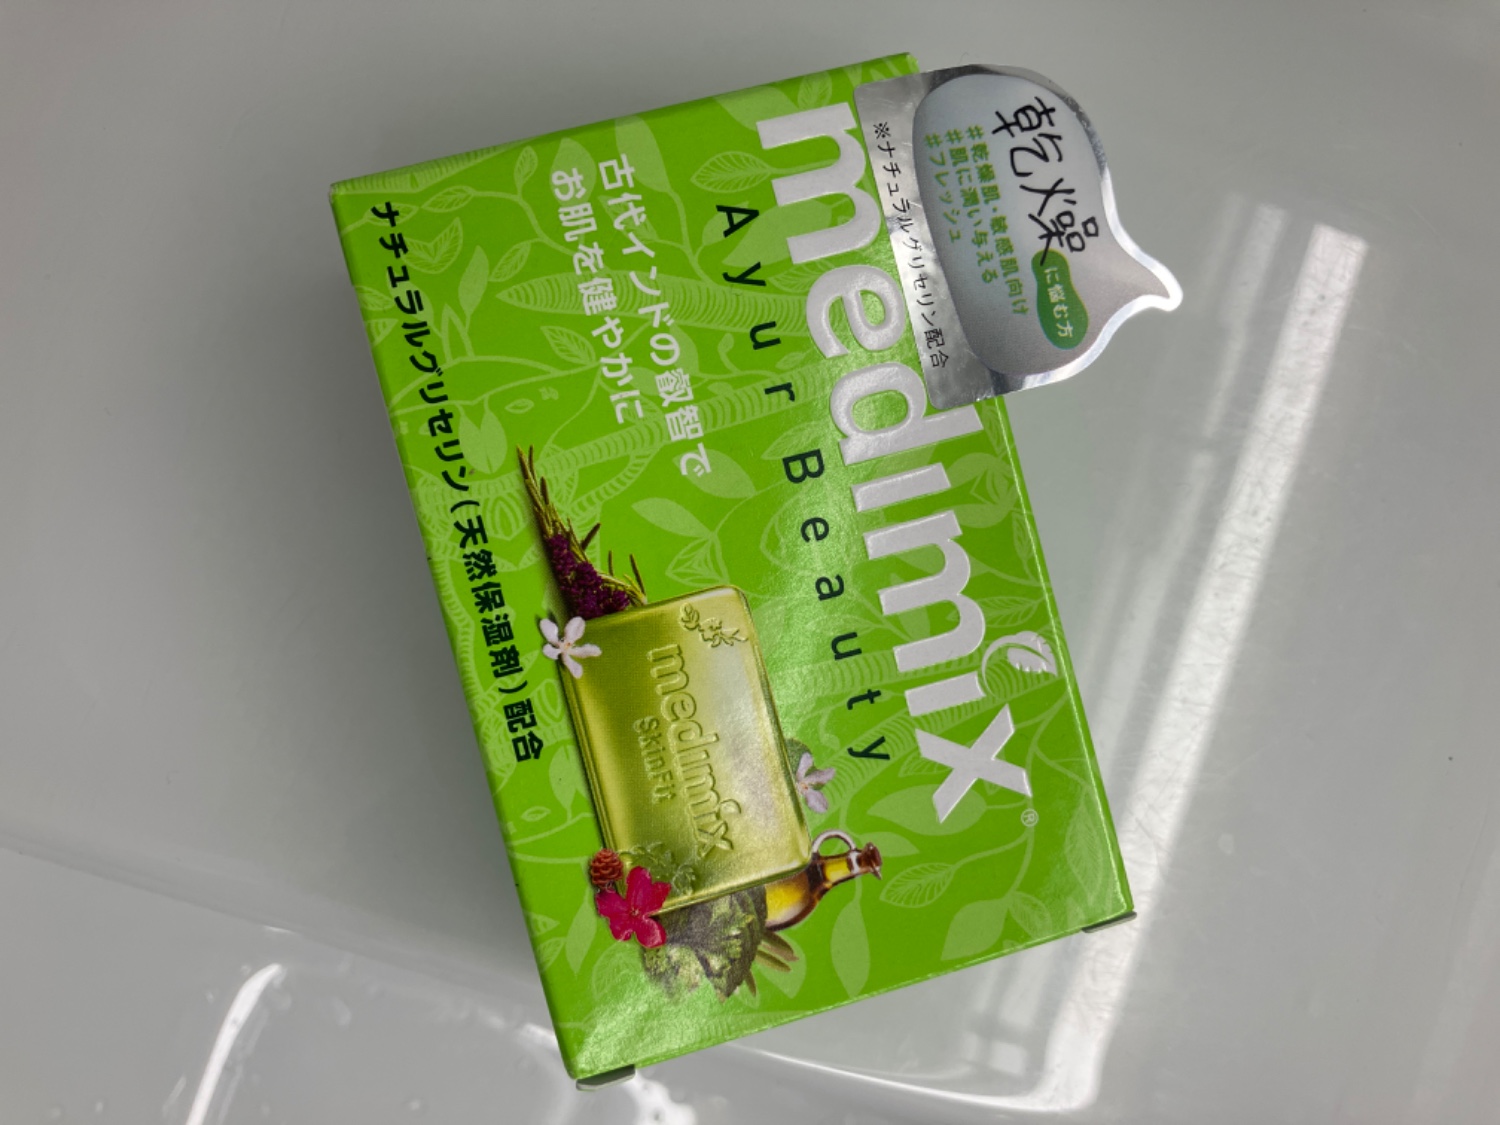 乾燥
に悩む方
#乾燥肌・敏感肌向け
#肌に潤い与える
#フレッシュ
※ナチュラルグリセリン配合
medimix®
Ayur Beauty
古代インドの叡智で
お肌を健やかに
medimix
SkinFit
ナチュラルグリセリン(天然保湿剤)配合